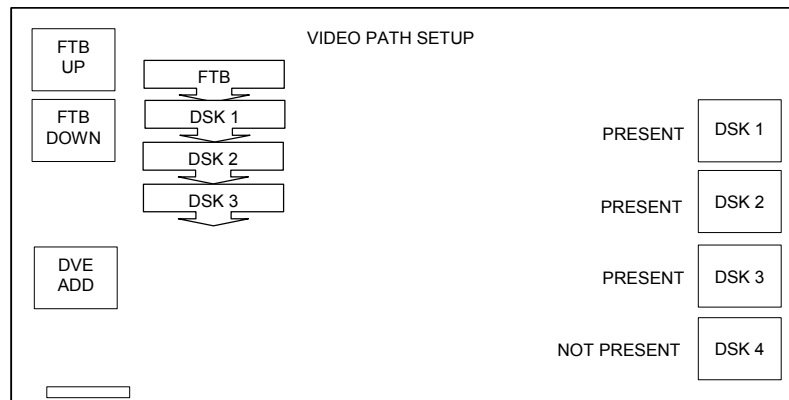 VIDEO PATH SETUP
FTB
UP
FTB
DOWN
DVE
ADD
FTB
DSK 1
DSK 2
DSK 3
PRESENT DSK 1
PRESENT DSK 2
PRESENT DSK 3
NOT PRESENT DSK 4